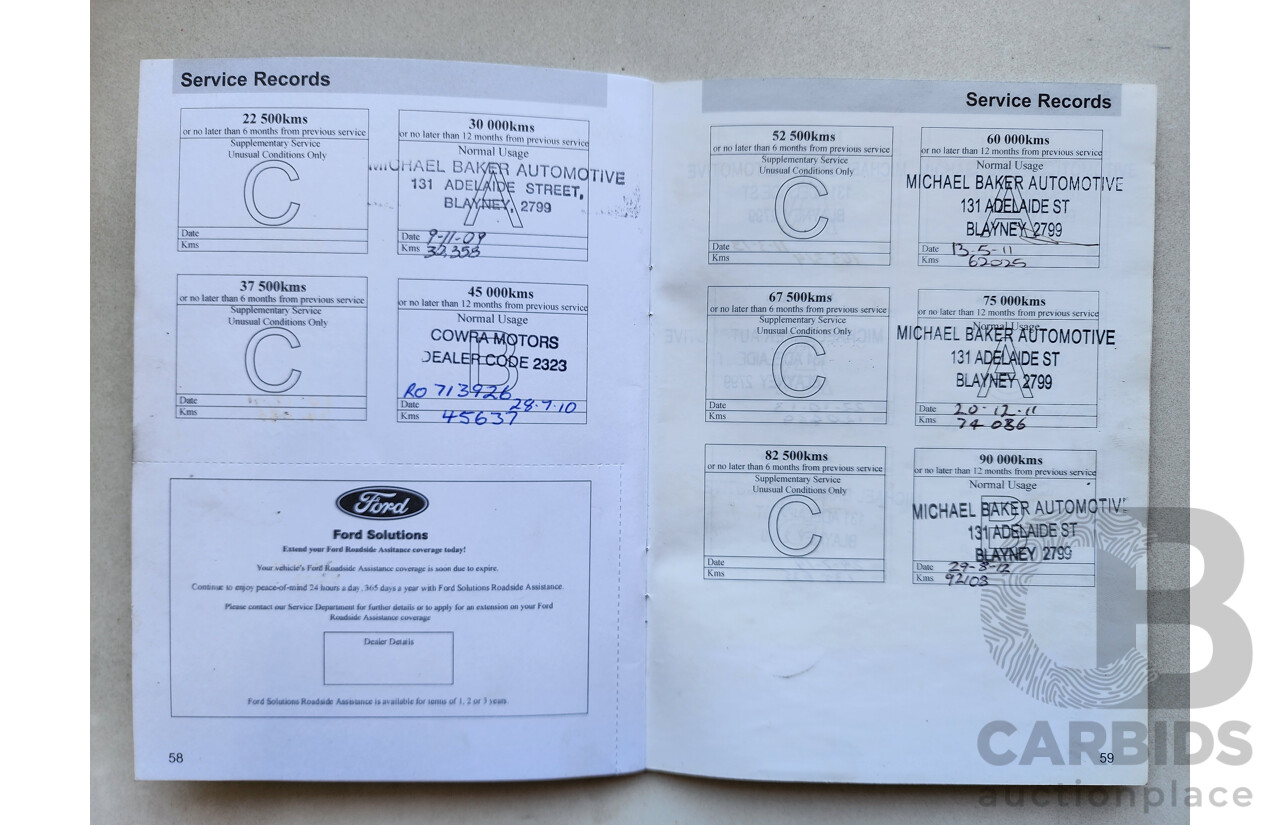 Service Records
22 500kms
or no later than 6 months from previous service
Supplementary Service
Unusual Conditions Only
C
Date
Kms
30 000kms
or no later than 12 months from previous service
Normal Usage
A
MICHAEL BAKER AUTOMOTIVE
131 ADELAIDE STREET,
BLAYNEY, 2799
Date 9-11-09
Kms 32,353
37 500kms
or no later than 6 months from previous service
Supplementary Service
Unusual Conditions Only
C
Date
Kms
45 000kms
or no later than 12 months from previous service
Normal Usage
B
COWRA MOTORS
DEALER CODE 2323
RO 713926
Date 28.7.10
Kms 45637
Ford
Ford Solutions
Extend your Ford Roadside Assitance coverage today!
Your vehicle's Ford Roadside Assistance coverage is soon due to expire.
Continue to enjoy peace-of-mind 24 hours a day, 365 days a year with Ford Solutions Roadside Assistance.
Please contact our Service Department for further details or to apply for an extension on your Ford
Roadside Assistance coverage
Dealer Details
Ford Solutions Roadside Assistance is available for terms of 1, 2 or 3 years
58
Service Records
52 500kms
or no later than 6 months from previous service
Supplementary Service
Unusual Conditions Only
C
Date
Kms
60 000kms
or no later than 12 months from previous service
Normal Usage
A
MICHAEL BAKER AUTOMOTIVE
131 ADELAIDE ST
BLAYNEY 2799
Date 13.5-11
Kms 62025
67 500kms
or no later than 6 months from previous service
Supplementary Service
Unusual Conditions Only
C
Date
Kms
75 000kms
or no later than 12 months from previous service
Normal Usage
A
MICHAEL BAKER AUTOMOTIVE
131 ADELAIDE ST
BLAYNEY 2799
Date 20-12.11
Kms 74 086
82 500kms
or no later than 6 months from previous service
Supplementary Service
Unusual Conditions Only
C
Date
Kms
90 000kms
or no later than 12 months from previous service
Normal Usage
B
MICHAEL BAKER AUTOMOTIVE
131 ADELAIDE ST
BLAYNEY 2799
Date
Kms 92103
59
CB
CARBIDS
auctionplace